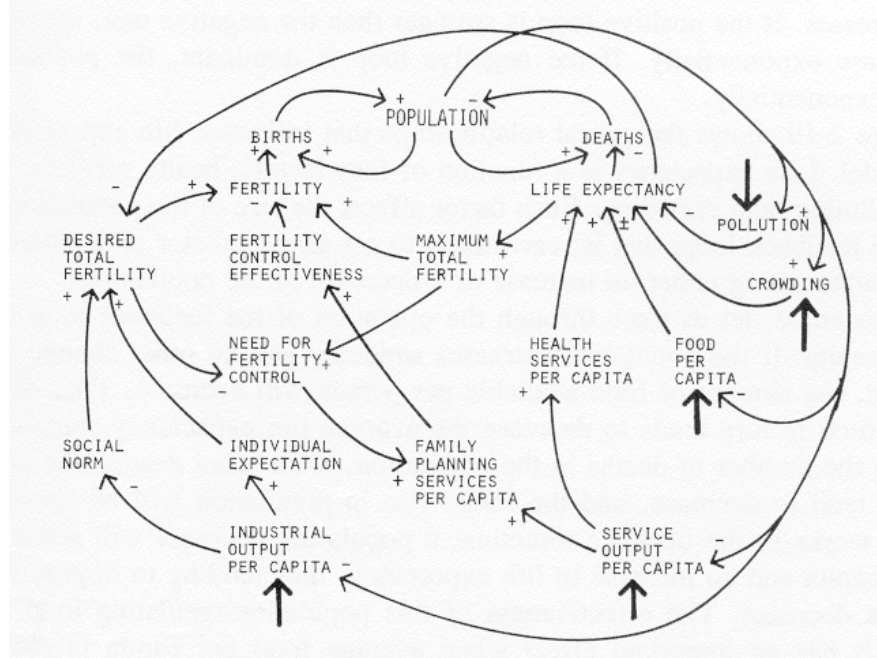 + POPULATION -
BIRTHS
DEATHS
+ + + -
FERTILITY
LIFE EXPECTANCY
- + + +
POLLUTION +
DESIRED
TOTAL
FERTILITY
FERTILITY
CONTROL
EFFECTIVENESS
MAXIMUM
TOTAL
FERTILITY
+ + ±
+
CROWDING
+ + + +
NEED FOR
FERTILITY
CONTROL
+
HEALTH
SERVICES
PER CAPITA
+
FOOD
PER
CAPITA
-
SOCIAL
NORM
INDIVIDUAL
EXPECTATION
FAMILY
PLANNING
SERVICES
PER CAPITA
+
- + +
INDUSTRIAL
OUTPUT
PER CAPITA
-
SERVICE
OUTPUT
PER CAPITA
-